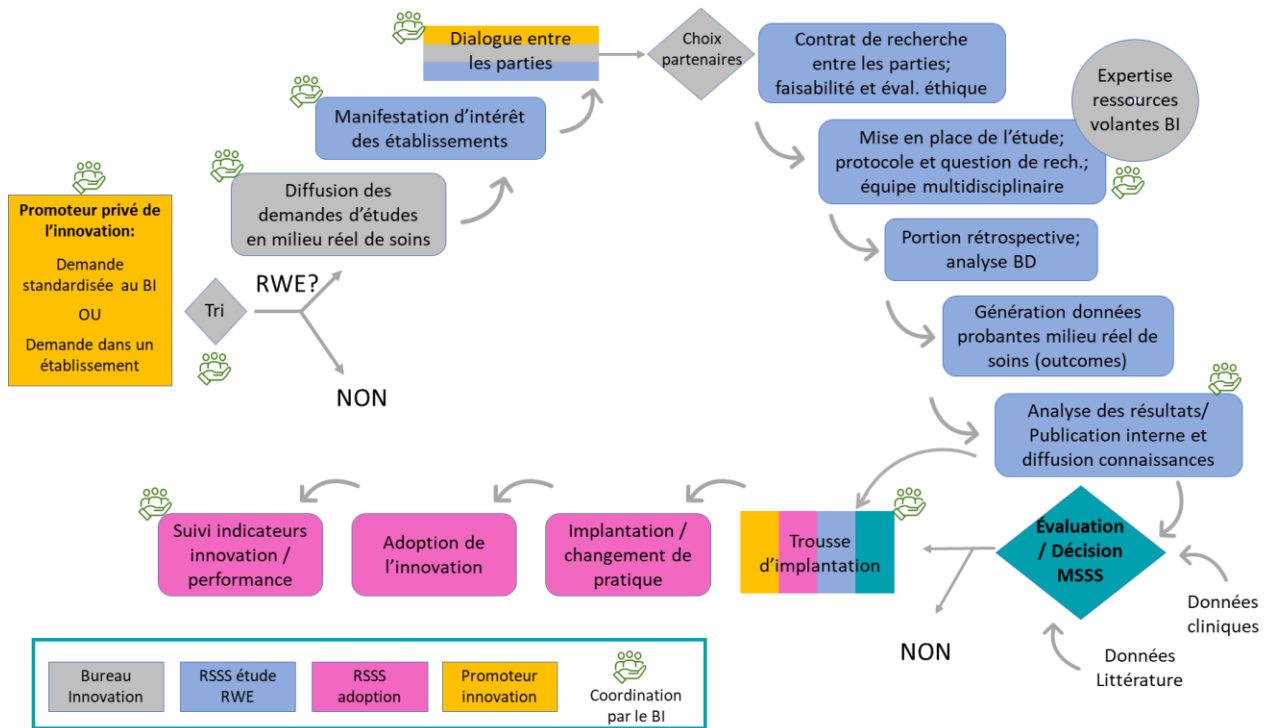 Promoteur privé de
l'innovation:
Demande
standardisée au BI
OU
Demande dans un
établissement
Tri
RWE?
NON
Diffusion des
demandes d'études
en milieu réel de soins
Manifestation d'intérêt
des établissements
Dialogue entre
les parties
Choix
partenaires
Contrat de recherche
entre les parties;
faisabilité et éval. éthique
Expertise
ressources
volantes BI
Mise en place de l'étude;
protocole et question de rech.;
équipe multidisciplinaire
Portion rétrospective;
analyse BD
Génération données
probantes milieu réel de
soins (outcomes)
Analyse des résultats/
Publication interne et
diffusion connaissances
Évaluation
/ Décision
MSSS
Données
cliniques
Données
Littérature
NON
Trousse
d'implantation
Implantation /
changement de
pratique
Adoption de
l'innovation
Suivi indicateurs
innovation /
performance
Bureau
Innovation
RSSS étude
RWE
RSSS
adoption
Promoteur
innovation
Coordination
par le BI